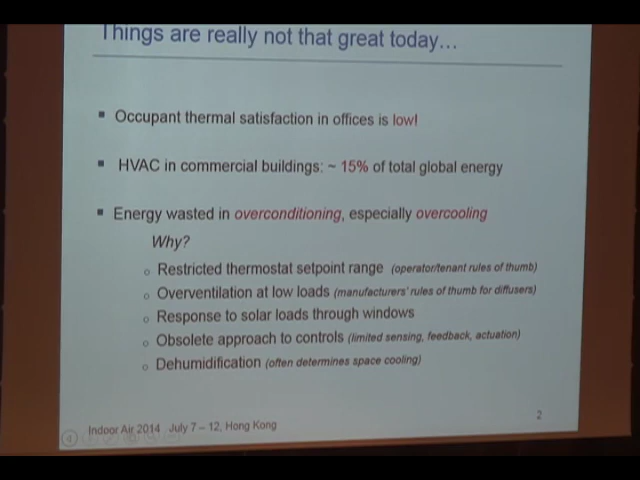 Things are really not that great today...
Occupant thermal satisfaction in offices is low!
HVAC in commercial buildings: ~ 15% of total global energy
Energy wasted in overconditioning, especially overcooling
Why?
Restricted thermostat setpoint range (operator/tenant rules of thumb)
Overventilation at low loads (manufacturers' rules of thumb for diffusers)
Response to solar loads through windows
Obsolete approach to controls (limited sensing, feedback, actuation)
Dehumidification (often determines space cooling)
2
Indoor Air 2014 July 7 – 12, Hong Kong